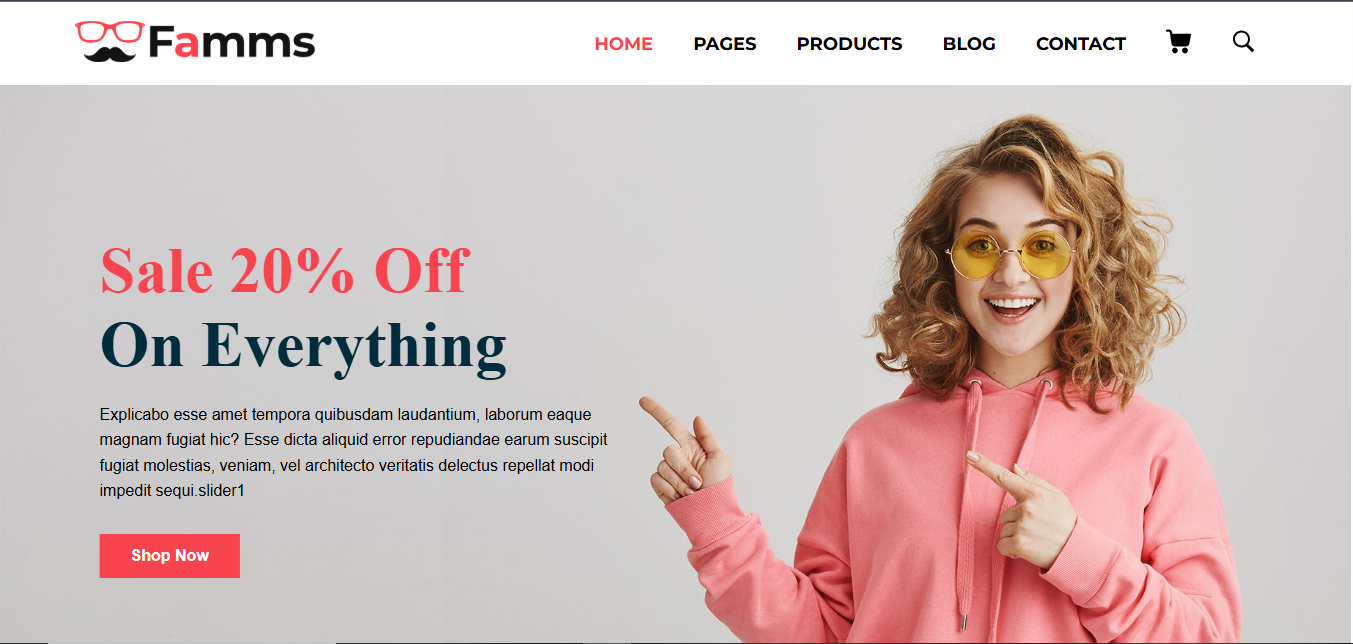 Famms
HOME PAGES PRODUCTS BLOG CONTACT
Sale 20% Off
On Everything
Explicabo esse amet tempora quibusdam laudantium, laborum eaque
magnam fugiat hic? Esse dicta aliquid error repudiandae earum suscipit
fugiat molestias, veniam, vel architecto veritatis delectus repellat modi
impedit sequi.slider1
Shop Now